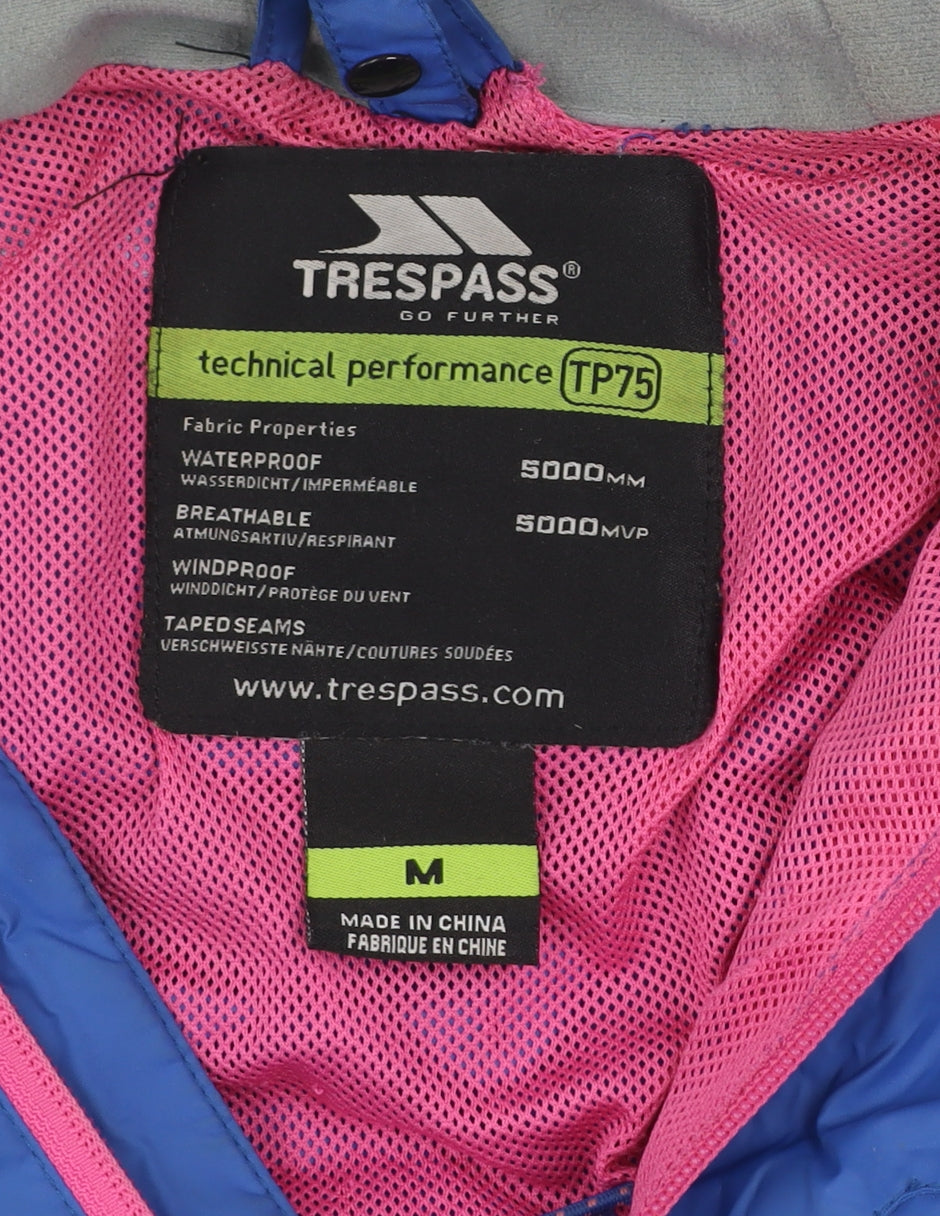 TRESPASS®
GO FURTHER
technical performance TP75
Fabric Properties
WATERPROOF 5000MM
WASSERDICHT/IMPERMÉABLE
BREATHABLE 5000MVP
ATMUNGSAKTIV/RESPIRANT
WINDPROOF
WINDDICHT/PROTÈGE DU VENT
TAPED SEAMS
VERSCHWEISSTE NÄHTE/COUTURES SOUDÉES
www.trespass.com
M
MADE IN CHINA
FABRIQUE EN CHINE